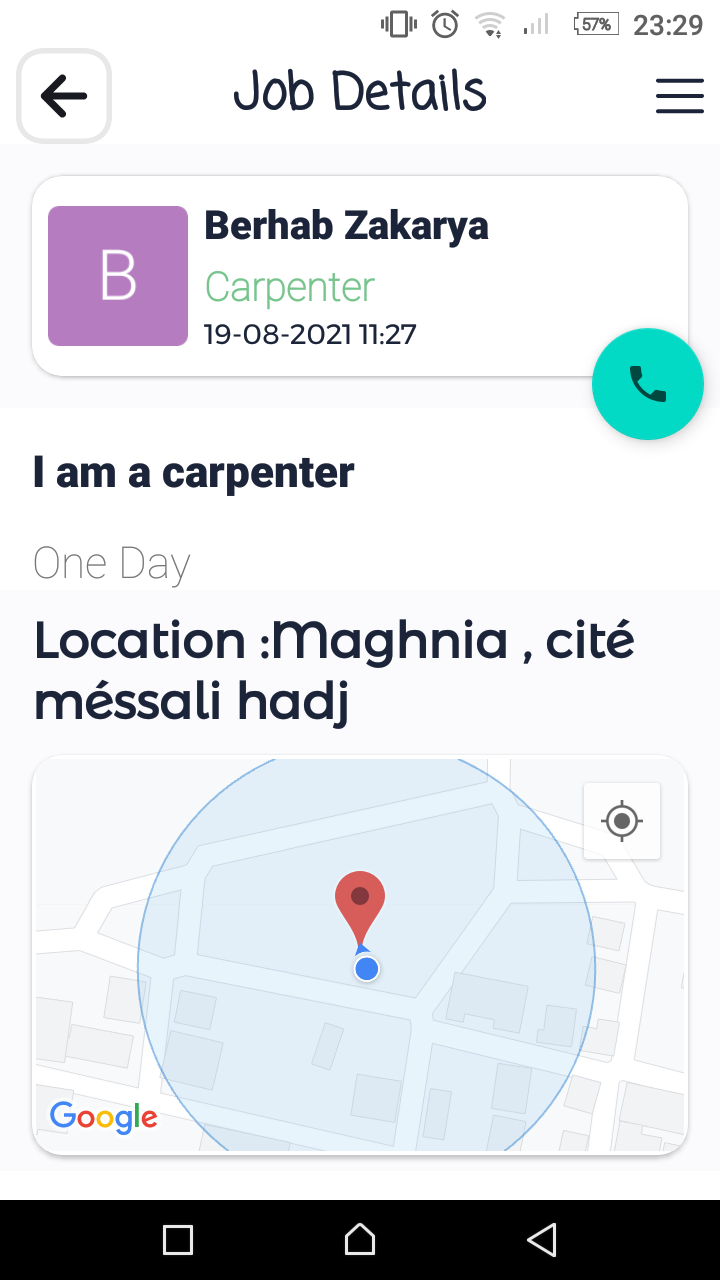 57%
23:29
Job Details
B
Berhab Zakarya
Carpenter
19-08-2021 11:27
I am a carpenter
One Day
Location :Maghnia , cité
méssali hadj
Google